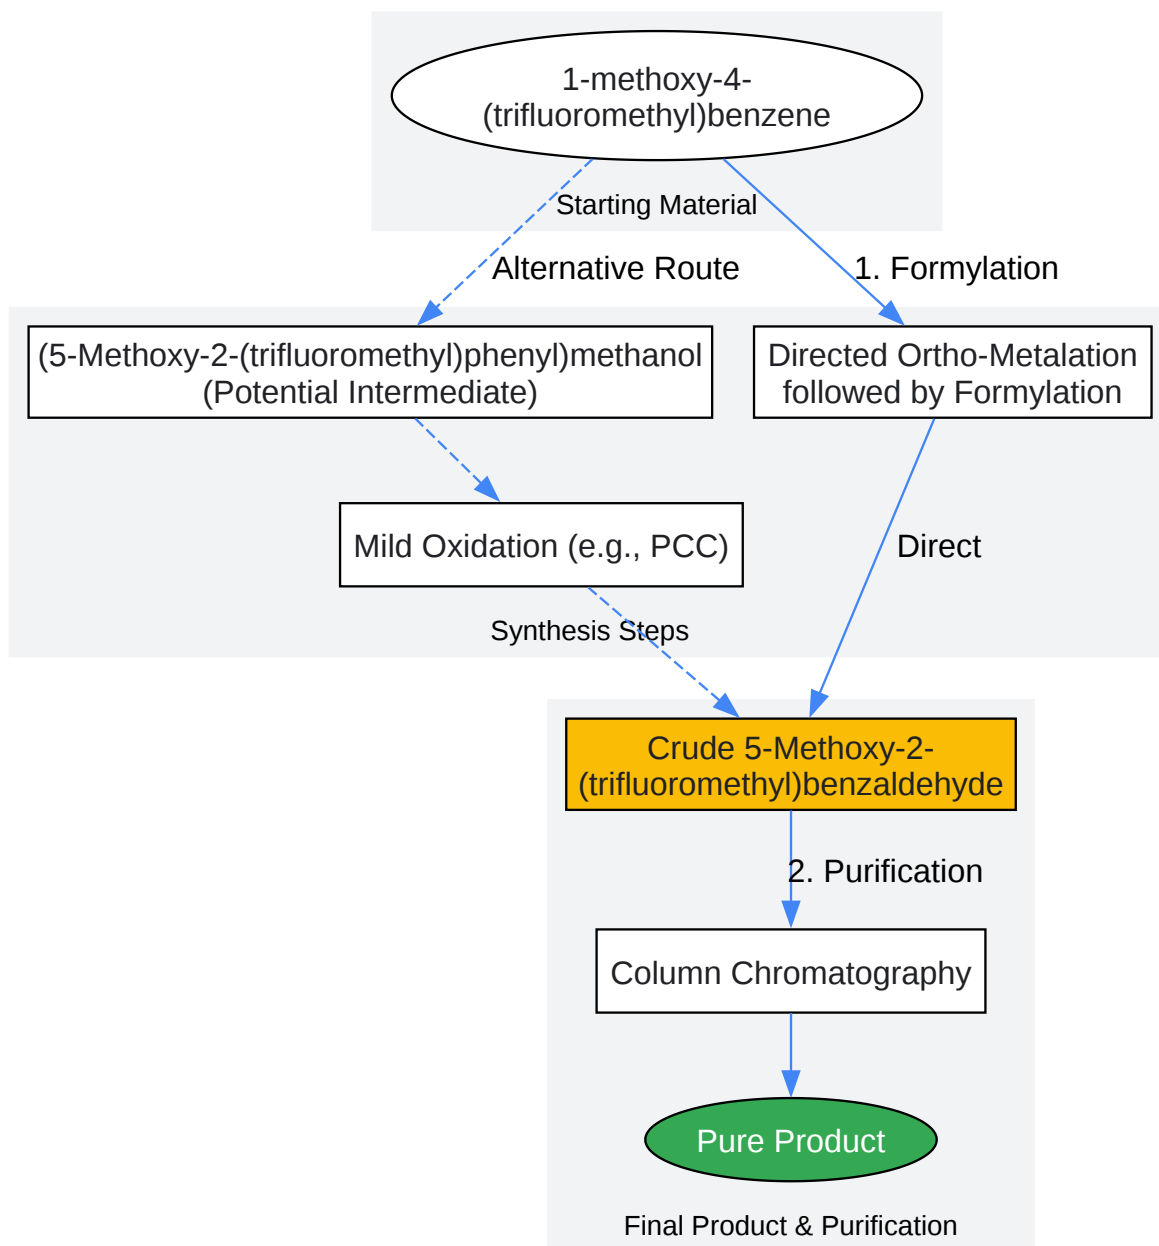 1-methoxy-4-
(trifluoromethyl)benzene
Starting Material
Alternative Route
1. Formylation
(5-Methoxy-2-(trifluoromethyl)phenyl)methanol
(Potential Intermediate)
Directed Ortho-Metalation
followed by Formylation
Mild Oxidation (e.g., PCC)
Direct
Synthesis Steps
Crude 5-Methoxy-2-
(trifluoromethyl)benzaldehyde
2. Purification
Column Chromatography
Pure Product
Final Product & Purification